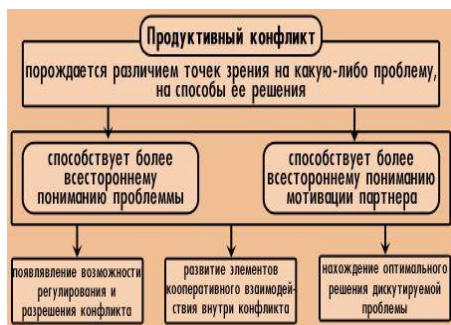 Продуктивный конфликт
порождается различием точек зрения на какую-либо проблему,
на способы ее решения
способствует более
всестороннему
пониманию проблеммы
способствует более
всестороннему пониманию
мотивации партнера
появлявление возможности
регулирования и
разрешения конфликта
развитие элементов
кооперативного взаимодей-
ствия внутри конфликта
нахождение оптимального
решения дискутируемой
проблемы